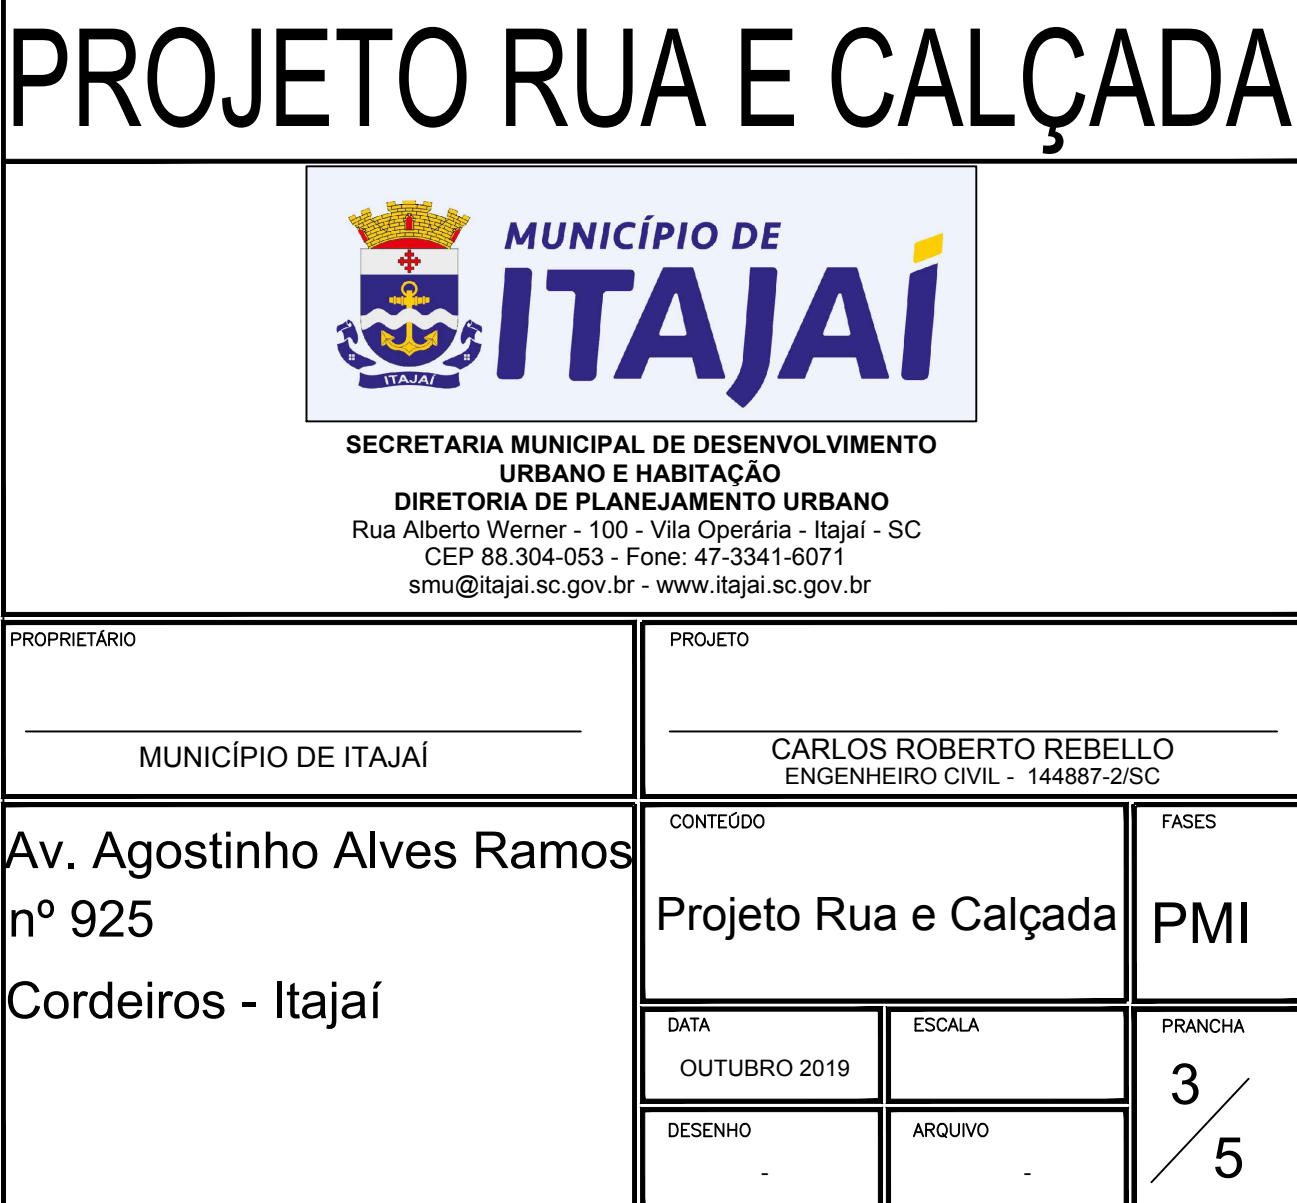 PROJETO RUA E CALÇADA
MUNICÍPIO DE
ITAJAÍ
ITAJAÍ
SECRETARIA MUNICIPAL DE DESENVOLVIMENTO
URBANO E HABITAÇÃO
DIRETORIA DE PLANEJAMENTO URBANO
Rua Alberto Werner - 100 - Vila Operária - Itajaí - SC
CEP 88.304-053 - Fone: 47-3341-6071
smu@itajai.sc.gov.br - www.itajai.sc.gov.br
PROPRIETÁRIO
MUNICÍPIO DE ITAJAÍ
PROJETO
CARLOS ROBERTO REBELLO
ENGENHEIRO CIVIL - 144887-2/SC
Av. Agostinho Alves Ramos
nº 925
Cordeiros - Itajaí
CONTEÚDO
Projeto Rua e Calçada
FASES
PMI
DATA
OUTUBRO 2019
ESCALA
PRANCHA
3
5
DESENHO
-
ARQUIVO
-